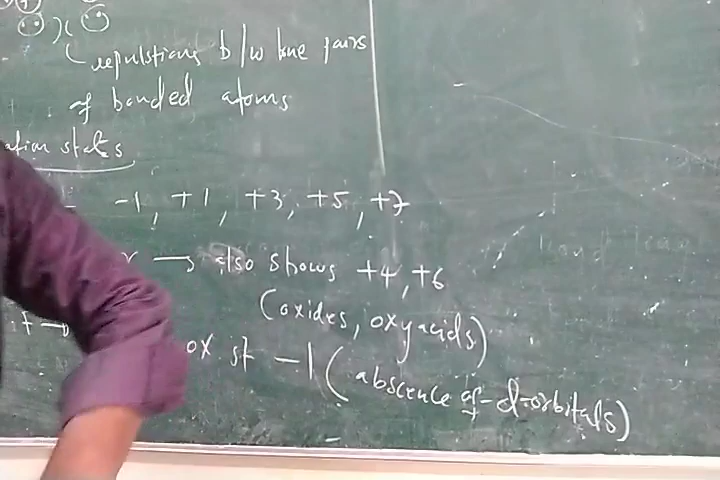 repulsions b/w lone pairs
of bonded atoms
ation states
-1, +1, +3, +5, +7
r → also shows +4, +6
(oxides, oxyacids)
F → ox. st -1 (abscence of d-orbitals)